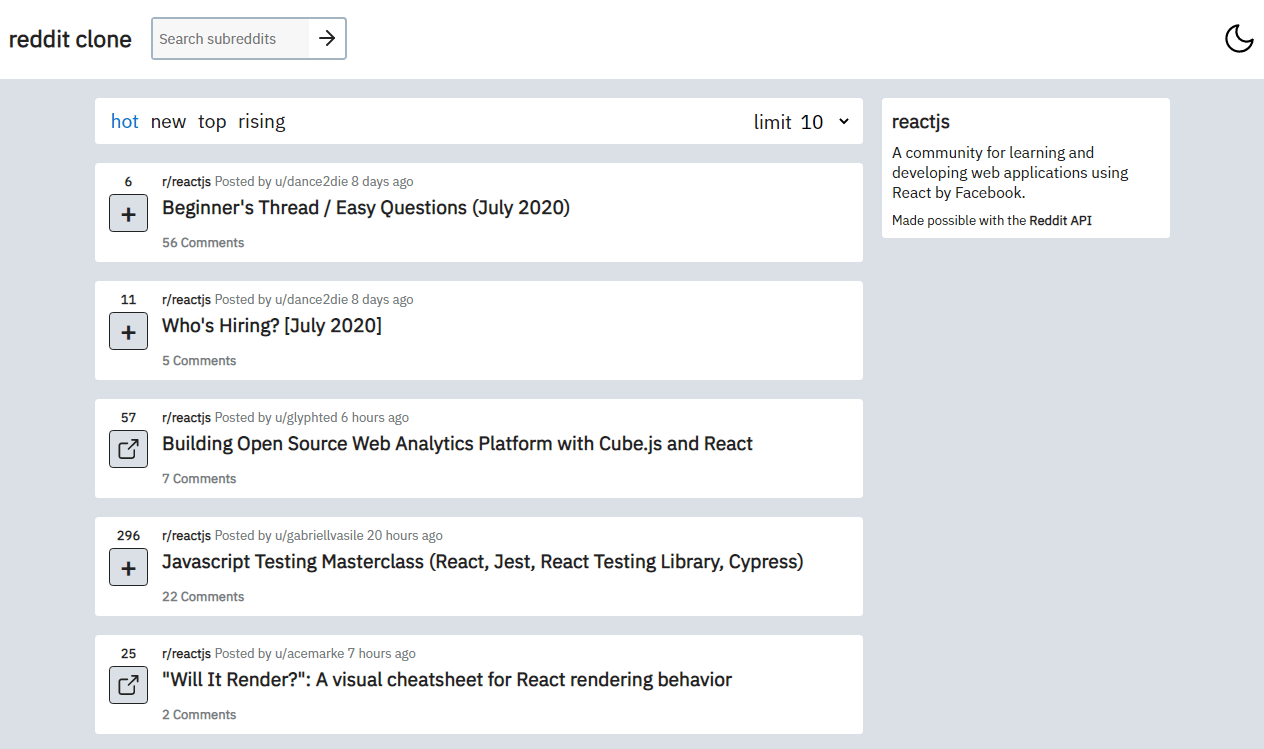 reddit clone
Search subreddits
hot new top rising
limit 10
6
r/reactjs Posted by u/dance2die 8 days ago
Beginner's Thread / Easy Questions (July 2020)
56 Comments
11
r/reactjs Posted by u/dance2die 8 days ago
Who's Hiring? [July 2020]
5 Comments
57
r/reactjs Posted by u/glyphted 6 hours ago
Building Open Source Web Analytics Platform with Cube.js and React
7 Comments
296
r/reactjs Posted by u/gabriellvasile 20 hours ago
Javascript Testing Masterclass (React, Jest, React Testing Library, Cypress)
22 Comments
25
r/reactjs Posted by u/acemarke 7 hours ago
"Will It Render?": A visual cheatsheet for React rendering behavior
2 Comments
reactjs
A community for learning and
developing web applications using
React by Facebook.
Made possible with the Reddit API